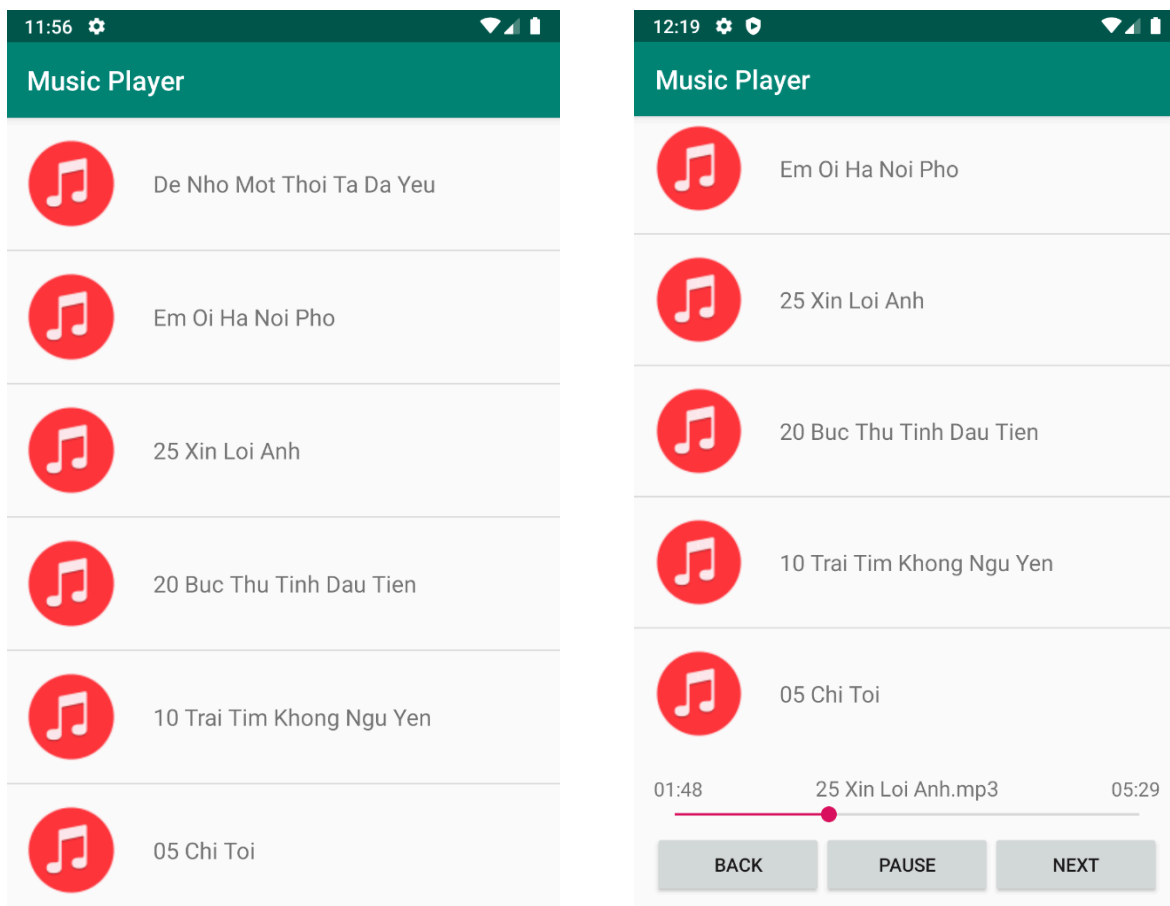 11:56
Music Player
De Nho Mot Thoi Ta Da Yeu
Em Oi Ha Noi Pho
25 Xin Loi Anh
20 Buc Thu Tinh Dau Tien
10 Trai Tim Khong Ngu Yen
05 Chi Toi
12:19
Music Player
Em Oi Ha Noi Pho
25 Xin Loi Anh
20 Buc Thu Tinh Dau Tien
10 Trai Tim Khong Ngu Yen
05 Chi Toi
01:48 25 Xin Loi Anh.mp3 05:29
BACK PAUSE NEXT